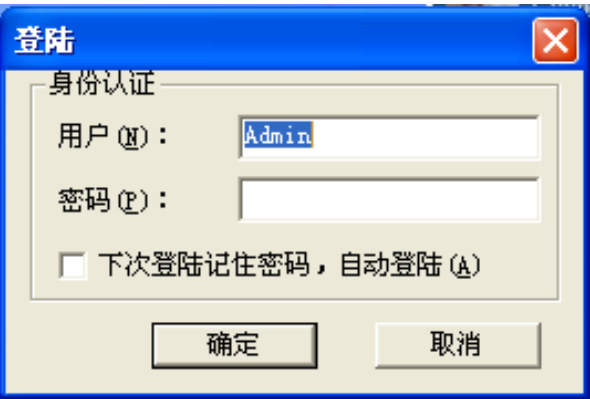 登陆
身份认证
用户(N):
Admin
密码(P):
下次登陆记住密码，自动登陆(A)
确定
取消